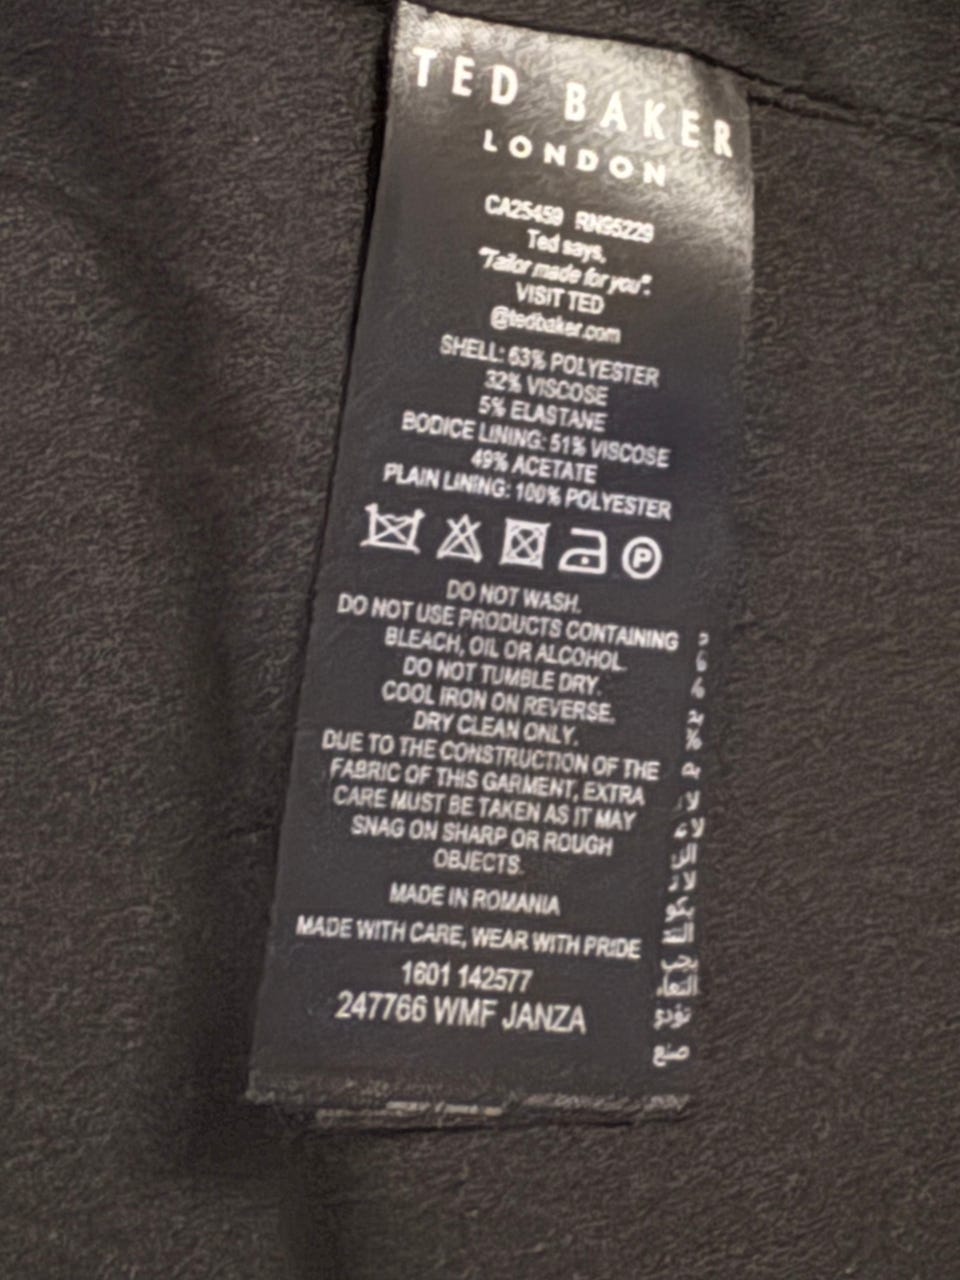 TED BAKER
LONDON
CA25459 RN95229
Ted says,
"Tailor made for you".
VISIT TED
@tedbaker.com
SHELL: 63% POLYESTER
32% VISCOSE
5% ELASTANE
BODICE LINING: 51% VISCOSE
49% ACETATE
PLAIN LINING: 100% POLYESTER
P
DO NOT WASH.
DO NOT USE PRODUCTS CONTAINING
BLEACH, OIL OR ALCOHOL.
DO NOT TUMBLE DRY.
COOL IRON ON REVERSE.
DRY CLEAN ONLY.
DUE TO THE CONSTRUCTION OF THE
FABRIC OF THIS GARMENT, EXTRA
CARE MUST BE TAKEN AS IT MAY
SNAG ON SHARP OR ROUGH
OBJECTS.
MADE IN ROMANIA
MADE WITH CARE, WEAR WITH PRIDE
1601 142577
247766 WMF JANZA
صنع